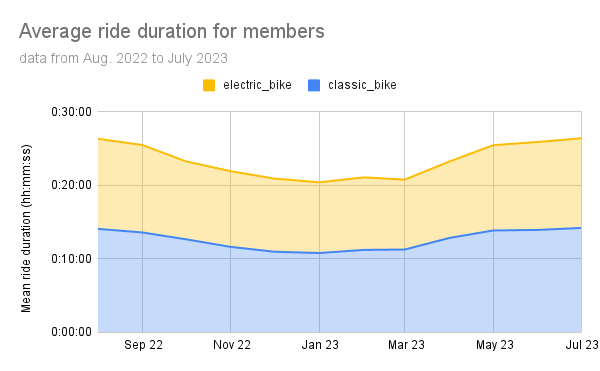 Average ride duration for members
data from Aug. 2022 to July 2023
electric_bike classic_bike
Mean ride duration (hh:mm:ss)
0:30:00
0:20:00
0:10:00
0:00:00
Sep 22 Nov 22 Jan 23 Mar 23 May 23 Jul 23